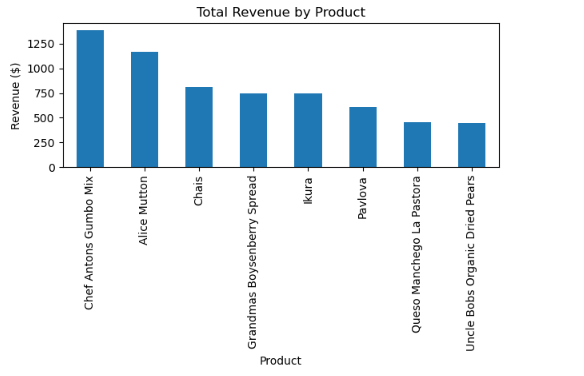 Total Revenue by Product
Revenue ($)
1250
1000
750
500
250
0
Chef Antons Gumbo Mix
Alice Mutton
Chais
Grandmas Boysenberry Spread
Ikura
Pavlova
Queso Manchego La Pastora
Uncle Bobs Organic Dried Pears
Product